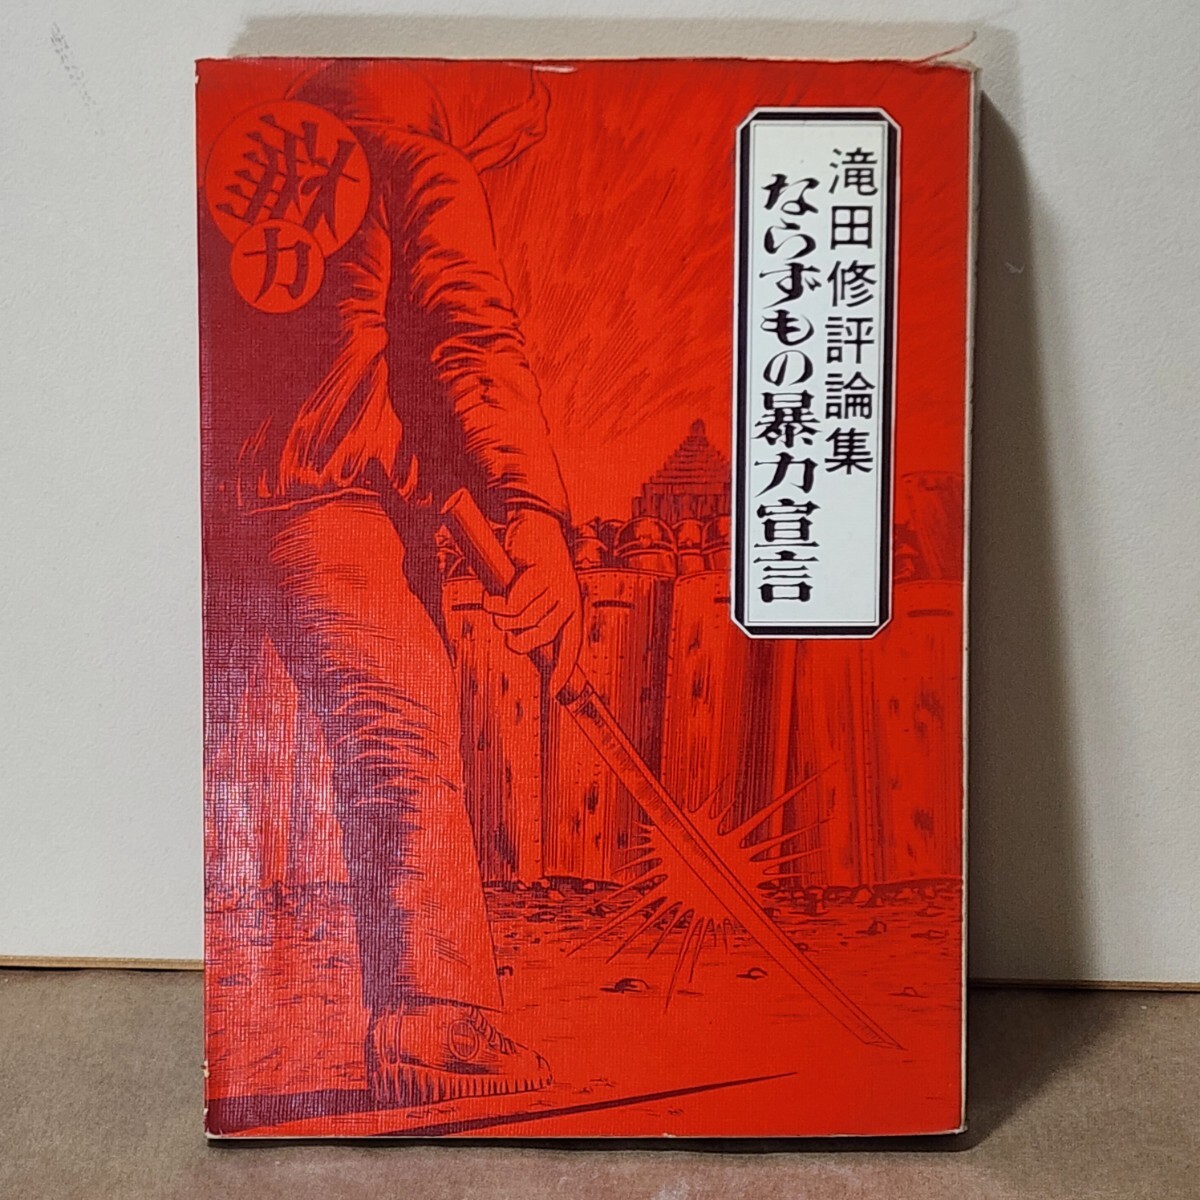 滝田修評論集
ならずもの暴力宣言
力